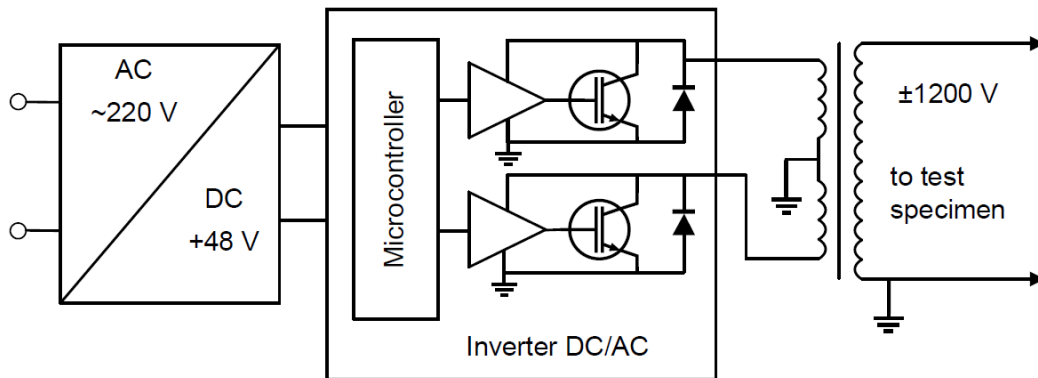 AC
~220 V
DC
+48 V
Microcontroller
Inverter DC/AC
±1200 V
to test
specimen